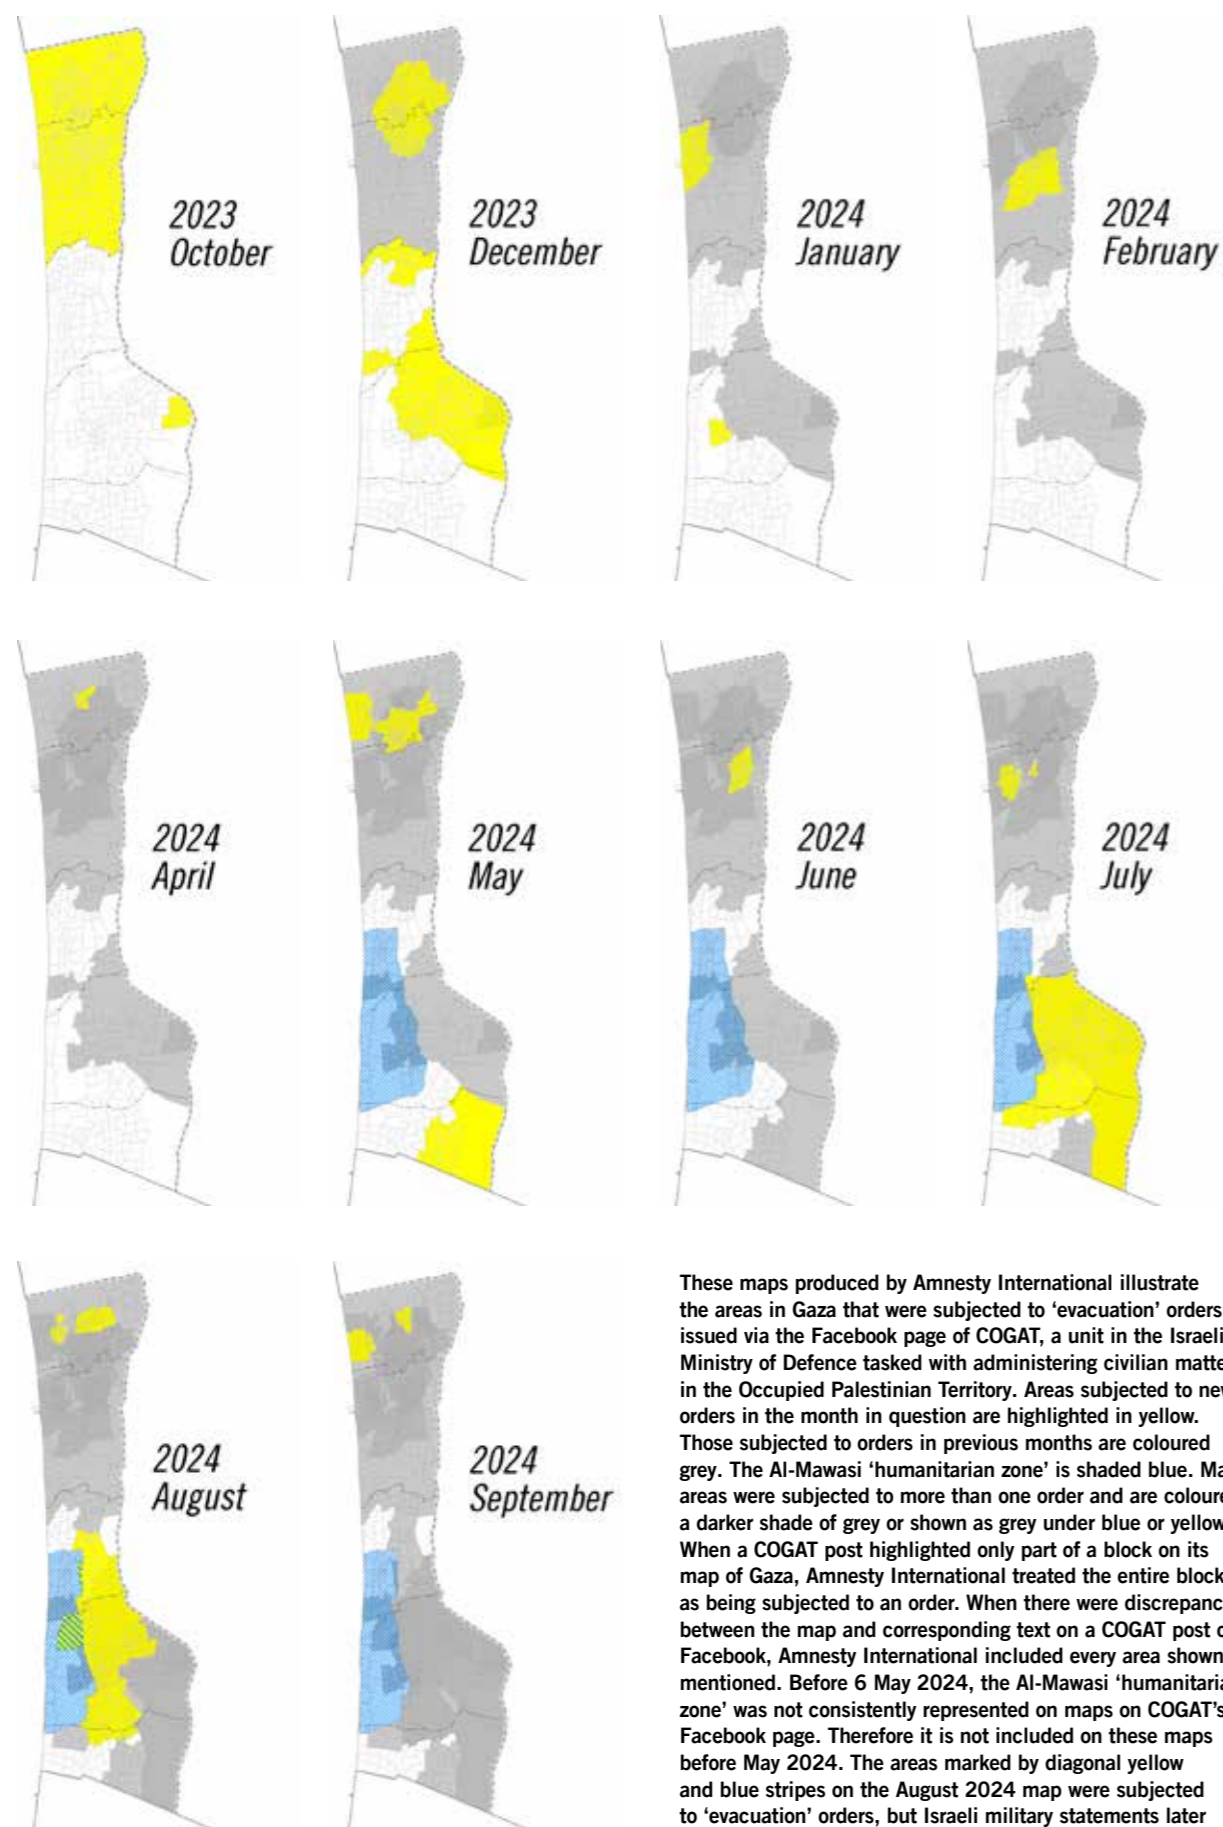 2023
October
2023
December
2024
January
2024
February
2024
April
2024
May
2024
June
2024
July
2024
August
2024
September
These maps produced by Amnesty International illustrate
the areas in Gaza that were subjected to ‘evacuation’ orders
issued via the Facebook page of COGAT, a unit in the Israeli
Ministry of Defence tasked with administering civilian matte
in the Occupied Palestinian Territory. Areas subjected to new
orders in the month in question are highlighted in yellow.
Those subjected to orders in previous months are coloured
grey. The Al-Mawasi ‘humanitarian zone’ is shaded blue. Ma
areas were subjected to more than one order and are coloure
a darker shade of grey or shown as grey under blue or yellow
When a COGAT post highlighted only part of a block on its
map of Gaza, Amnesty International treated the entire block
as being subjected to an order. When there were discrepanc
between the map and corresponding text on a COGAT post o
Facebook, Amnesty International included every area shown
mentioned. Before 6 May 2024, the Al-Mawasi ‘humanitaria
zone’ was not consistently represented on maps on COGAT’s
Facebook page. Therefore it is not included on these maps
before May 2024. The areas marked by diagonal yellow
and blue stripes on the August 2024 map were subjected
to ‘evacuation’ orders, but Israeli military statements later